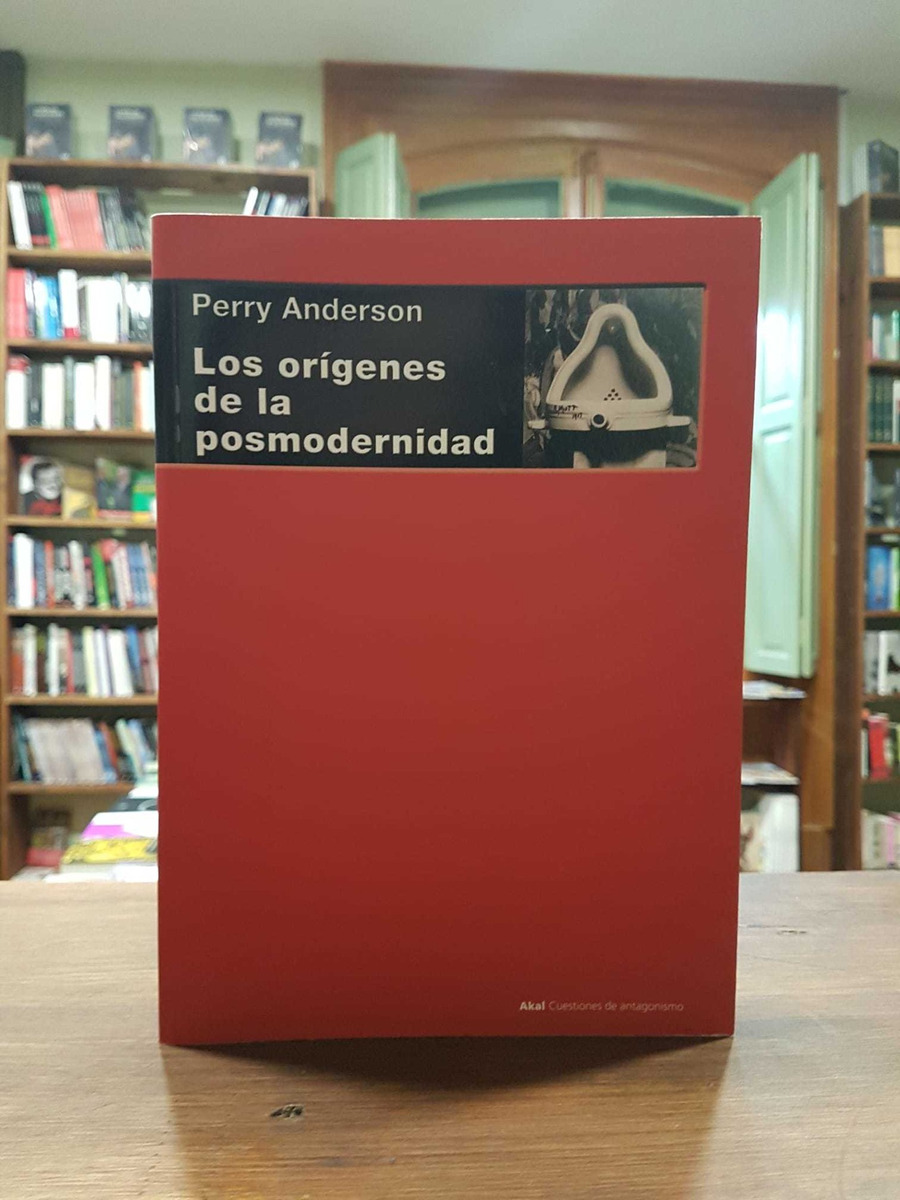 Perry Anderson
Los orígenes
de la
posmodernidad
Akal Cuestiones de antagonismo